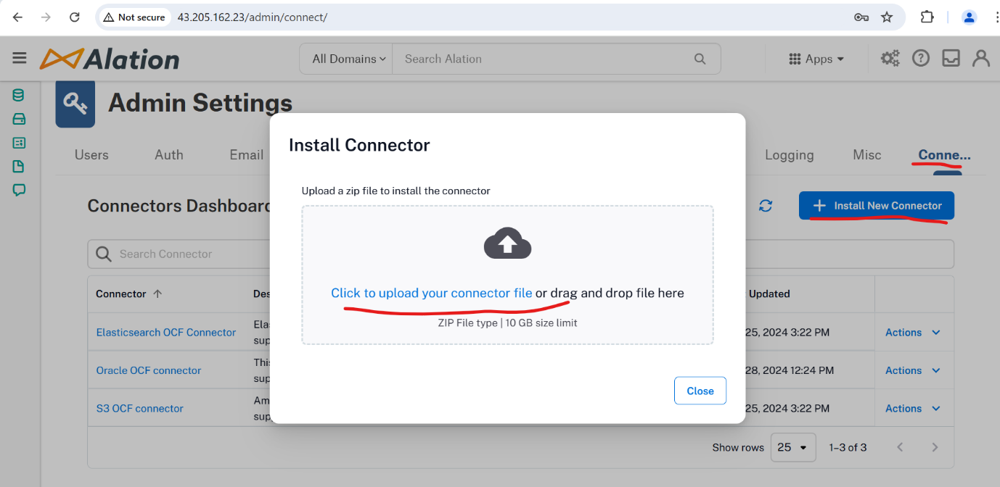 Not secure 43.205.162.23/admin/connect/
Alation
All Domains
Search Alation
Apps
Admin Settings
Users Auth Email Logging Misc Conne...
Install Connector
Upload a zip file to install the connector
Connectors Dashboard
Install New Connector
Search Connector
Click to upload your connector file or drag and drop file here
ZIP File type | 10 GB size limit
Connector Des Updated
Elasticsearch OCF Connector Ela 25, 2024 3:22 PM Actions
sup
Oracle OCF connector This 28, 2024 12:24 PM Actions
sup
Close
S3 OCF connector Am 25, 2024 3:22 PM Actions
sup
Show rows 25 1–3 of 3